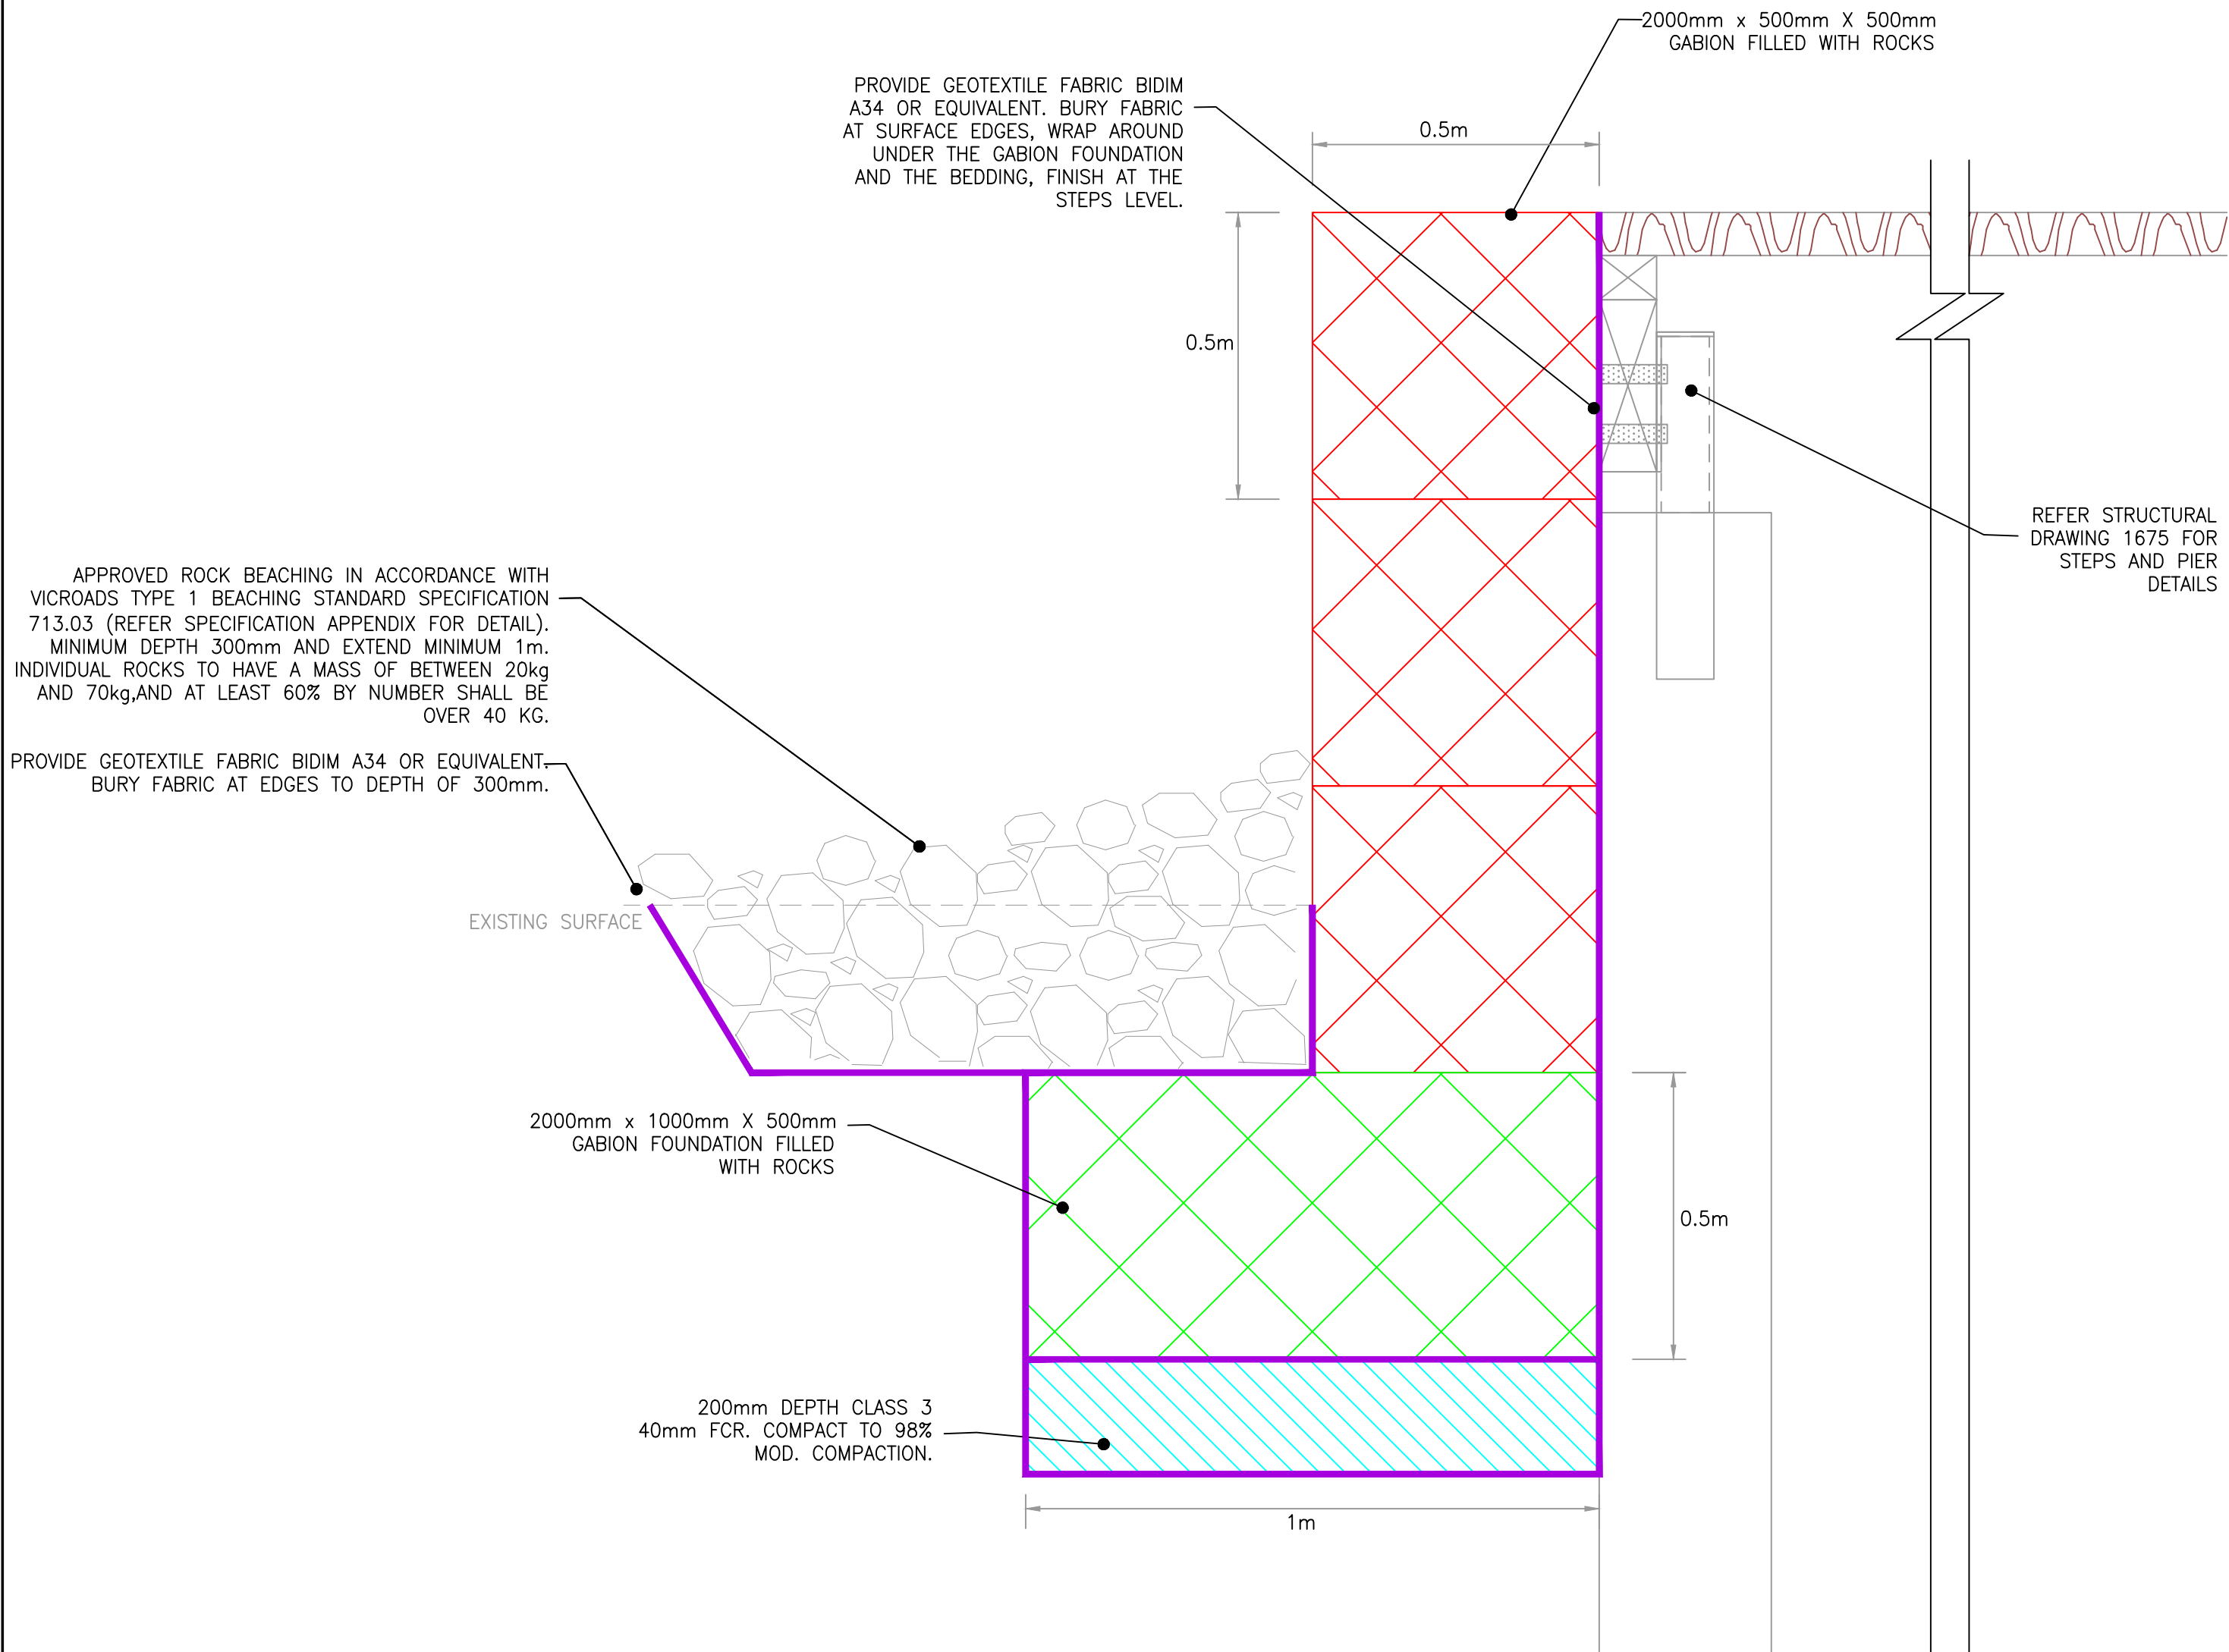 2000mm x 500mm X 500mm
GABION FILLED WITH ROCKS
PROVIDE GEOTEXTILE FABRIC BIDIM
A34 OR EQUIVALENT. BURY FABRIC
AT SURFACE EDGES, WRAP AROUND
UNDER THE GABION FOUNDATION
AND THE BEDDING, FINISH AT THE
STEPS LEVEL.
0.5m
0.5m
REFER STRUCTURAL
DRAWING 1675 FOR
STEPS AND PIER
DETAILS
APPROVED ROCK BEACHING IN ACCORDANCE WITH
VICROADS TYPE 1 BEACHING STANDARD SPECIFICATION
713.03 (REFER SPECIFICATION APPENDIX FOR DETAIL).
MINIMUM DEPTH 300mm AND EXTEND MINIMUM 1m.
INDIVIDUAL ROCKS TO HAVE A MASS OF BETWEEN 20kg
AND 70kg,AND AT LEAST 60% BY NUMBER SHALL BE
OVER 40 KG.
PROVIDE GEOTEXTILE FABRIC BIDIM A34 OR EQUIVALENT.
BURY FABRIC AT EDGES TO DEPTH OF 300mm.
EXISTING SURFACE
2000mm x 1000mm X 500mm
GABION FOUNDATION FILLED
WITH ROCKS
0.5m
200mm DEPTH CLASS 3
40mm FCR. COMPACT TO 98%
MOD. COMPACTION.
1m